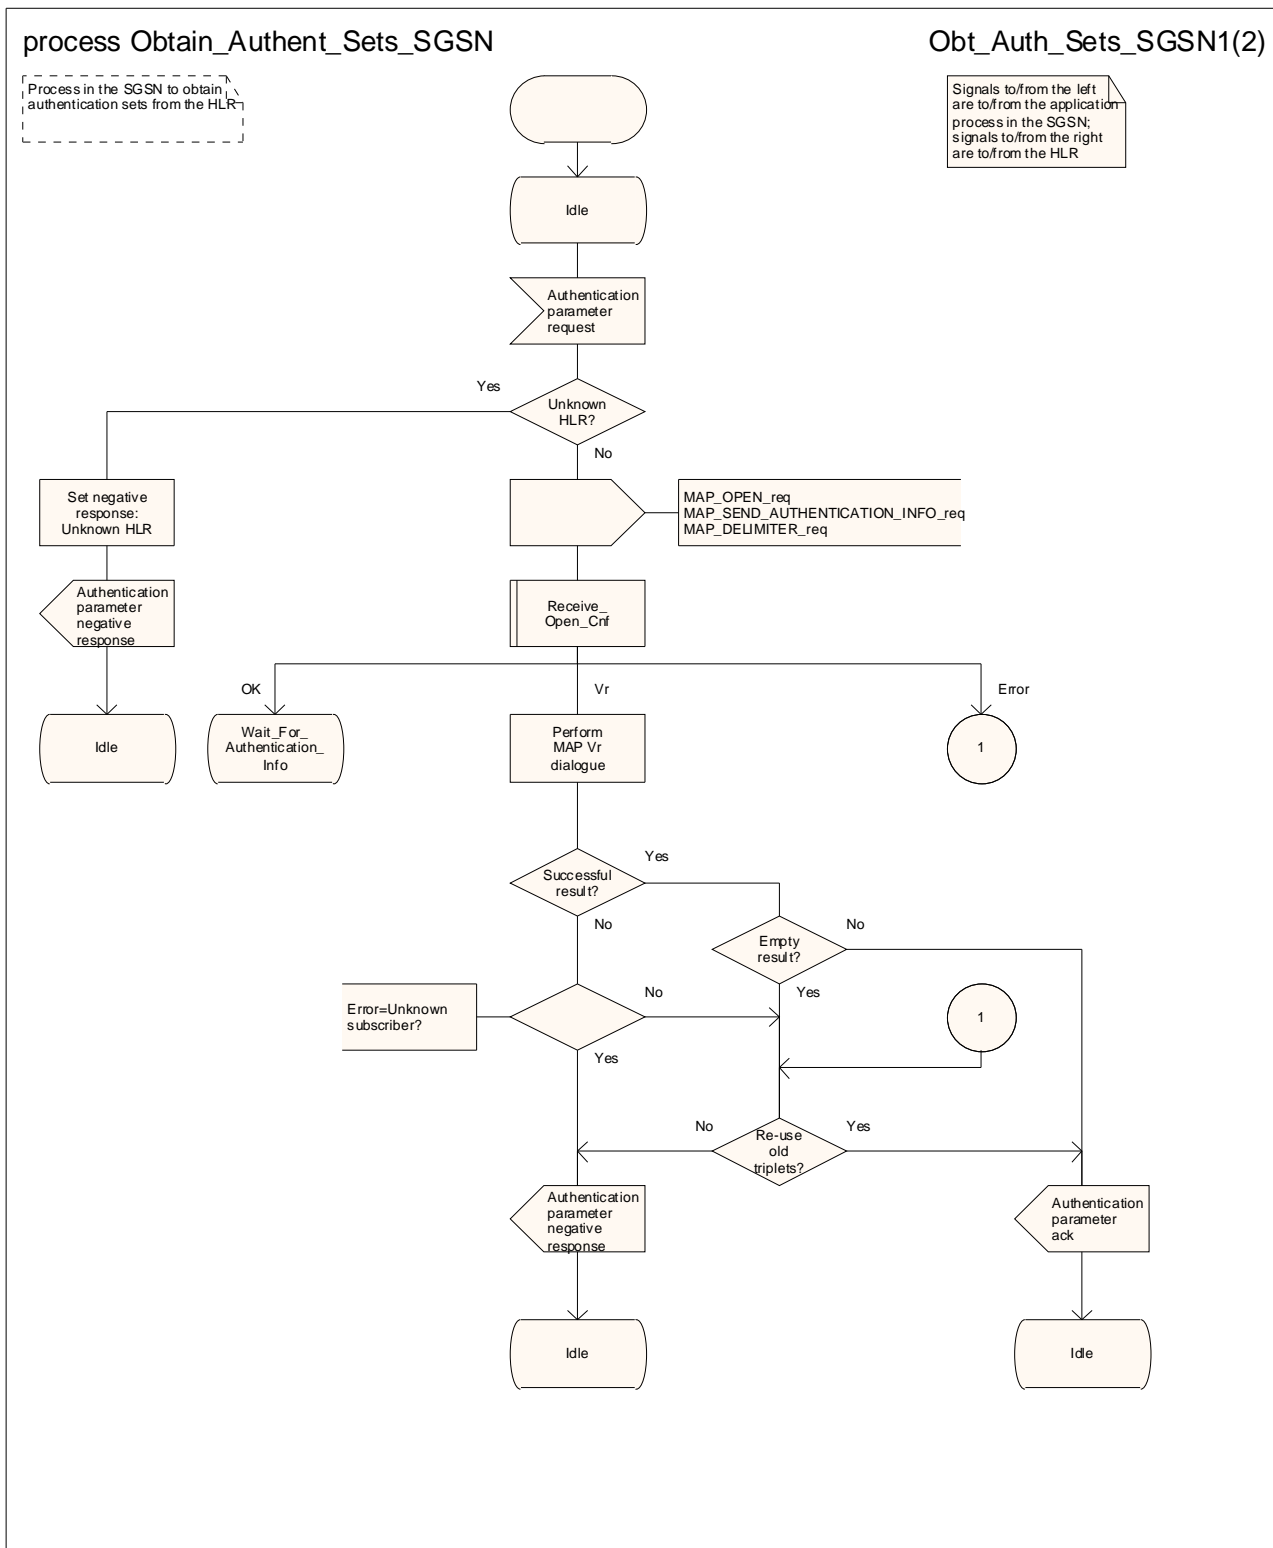 process Obtain_Authent_Sets_SGSN
Obt_Auth_Sets_SGSN1(2)
Process in the SGSN to obtain
authentication sets from the HLR
Signals to/from the left
are to/from the application
process in the SGSN;
signals to/from the right
are to/from the HLR
Idle
Authentication
parameter
request
Yes
Unknown
HLR?
No
Set negative
response:
Unknown HLR
MAP_OPEN_req
MAP_SEND_AUTHENTICATION_INFO_req
MAP_DELIMITER_req
Authentication
parameter
negative
response
Receive_
Open_Cnf
OK
Vr
Error
Idle
Wait_For_
Authentication_
Info
Perform
MAP Vr
dialogue
1
Successful
result?
Yes
No
Empty
result?
No
Yes
Error=Unknown
subscriber?
No
Yes
1
No
Re-use
old
triplets?
Yes
Authentication
parameter
negative
response
Authentication
parameter
ack
Idle
Idle